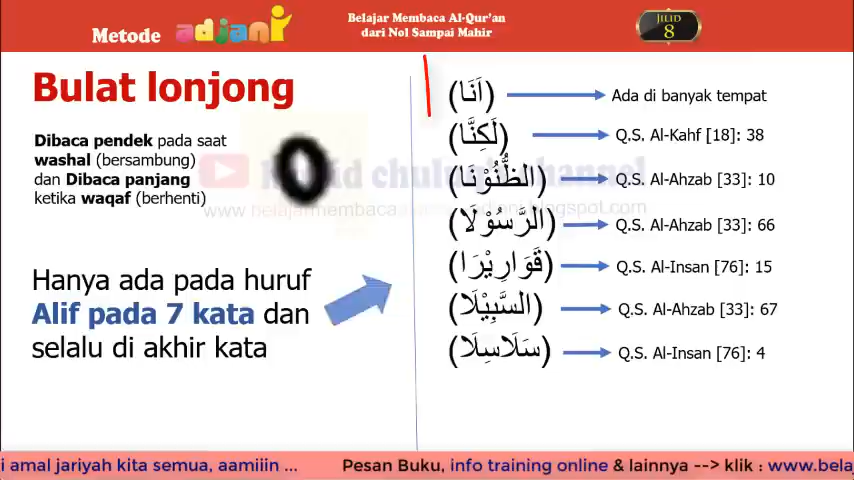 Metode adjani
Belajar Membaca Al-Qur'an
dari Nol Sampai Mahir
JILID
8
Bulat lonjong
Dibaca pendek pada saat
washal (bersambung)
dan Dibaca panjang
ketika waqaf (berhenti)
Hanya ada pada huruf
Alif pada 7 kata dan
selalu di akhir kata
(اَنَا) Ada di banyak tempat
(لَكِنَّا) Q.S. Al-Kahf [18]: 38
(الظُّنُوْنَا) Q.S. Al-Ahzab [33]: 10
(الرَّسُوْلَا) Q.S. Al-Ahzab [33]: 66
(قَوَارِيْرَا) Q.S. Al-Insan [76]: 15
(السَّبِيْلَا) Q.S. Al-Ahzab [33]: 67
(سَلَاسِلَا) Q.S. Al-Insan [76]: 4
i amal jariyah kita semua, aamiiin ... Pesan Buku, info training online & lainnya --> klik : www.bela